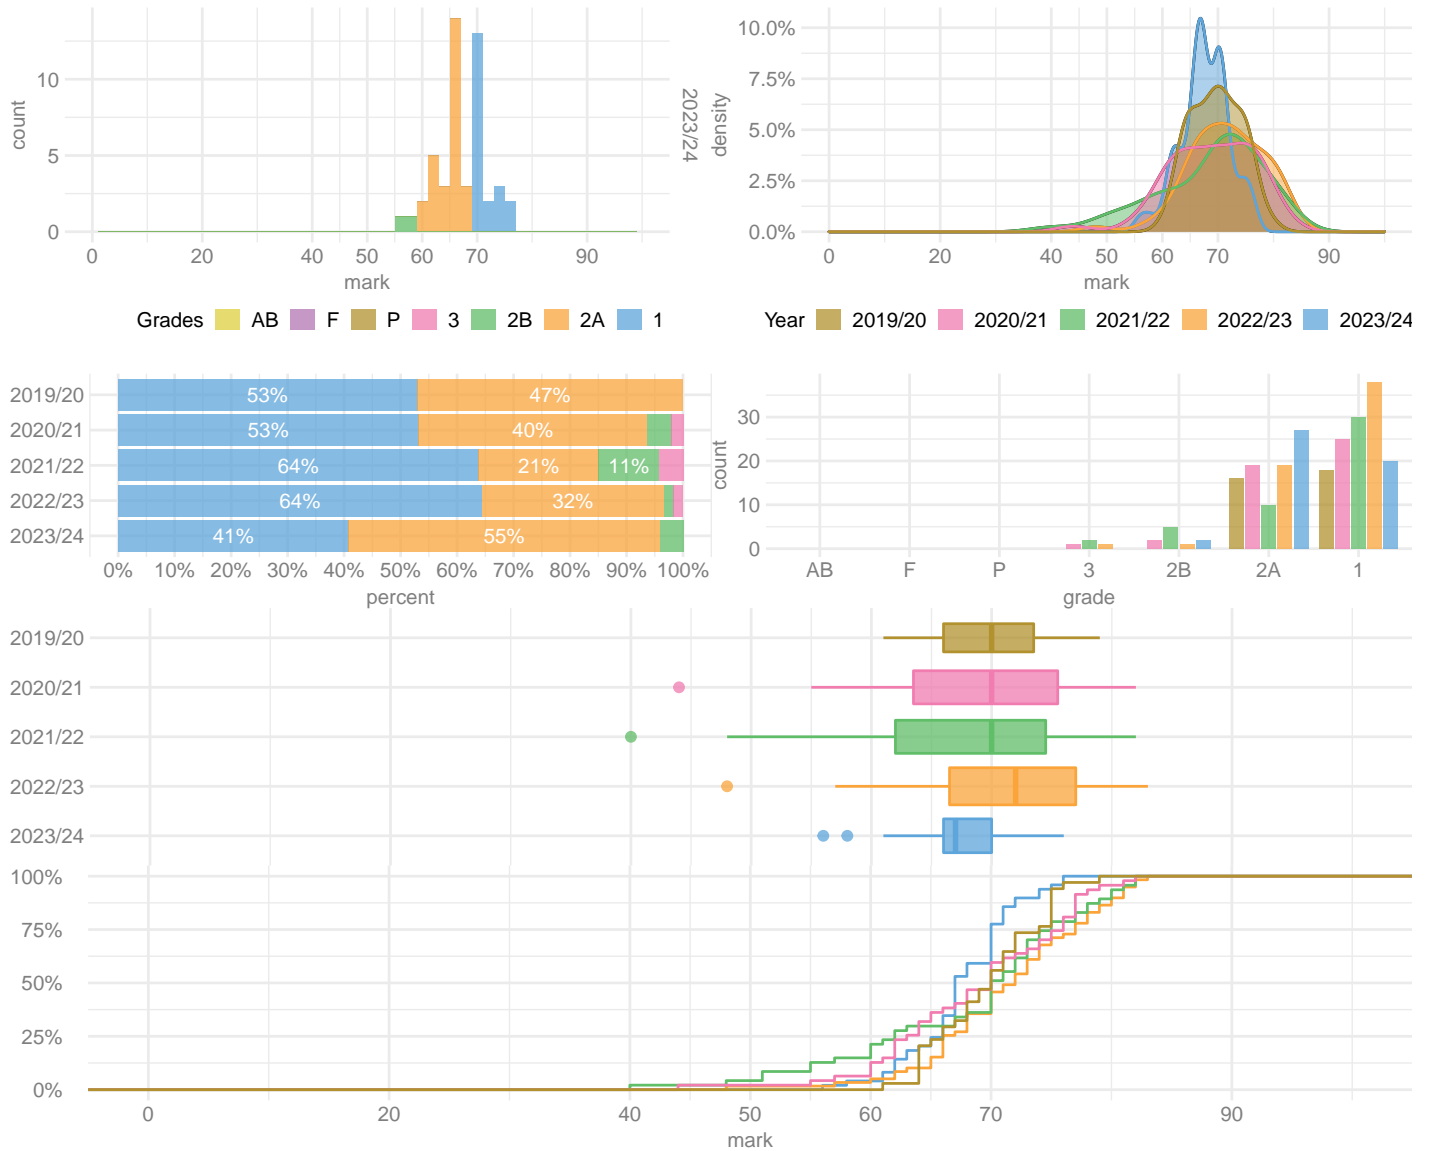 10
5
0
count
0
20
40
50
60
70
90
mark
2023/24
10.0%
7.5%
5.0%
2.5%
0.0%
density
0
20
40
50
60
70
90
mark
Grades AB F P 3 2B 2A 1
Year 2019/20 2020/21 2021/22 2022/23 2023/24
2019/20 53% 47%
2020/21 53% 40%
2021/22 64% 21% 11%
2022/23 64% 32%
2023/24 41% 55%
0% 10% 20% 30% 40% 50% 60% 70% 80% 90% 100%
percent
30
20
10
0
count
AB F P 3 2B 2A 1
grade
2019/20
2020/21
2021/22
2022/23
2023/24
100%
75%
50%
25%
0%
0 20 40 50 60 70 90
mark